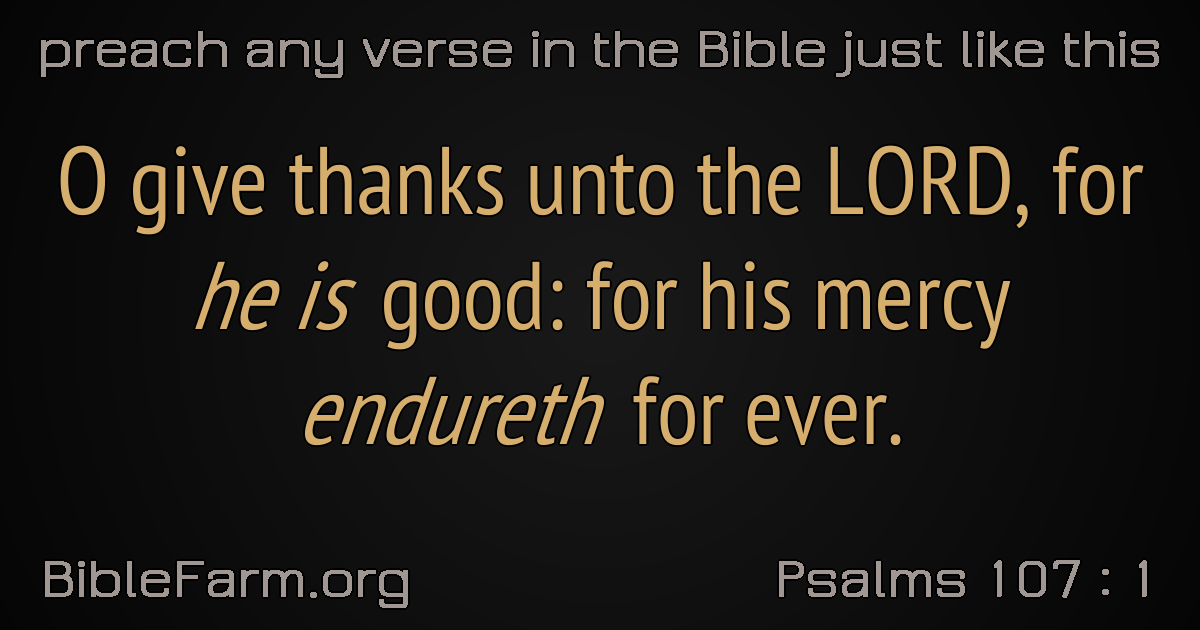 preach any verse in the Bible just like this
O give thanks unto the LORD, for
he is good: for his mercy
endureth for ever.
BibleFarm.org
Psalms 107 : 1